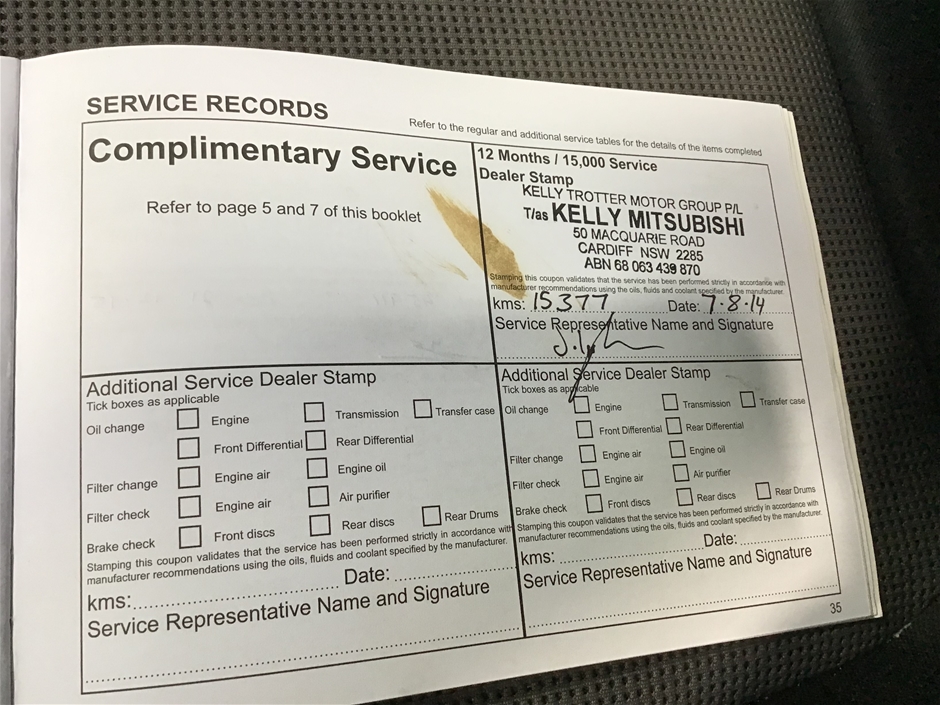 SERVICE RECORDS
Refer to the regular and additional service tables for the details of the items completed
Complimentary Service
Refer to page 5 and 7 of this booklet
12 Months / 15,000 Service
Dealer Stamp
KELLY TROTTER MOTOR GROUP P/L
T/as KELLY MITSUBISHI
50 MACQUARIE ROAD
CARDIFF NSW 2285
ABN 68 063 439 870
Stamping this coupon validates that the service has been performed strictly in accordance with
manufacturer recommendations using the oils, fluids and coolant specified by the manufacturer.
kms: 15377 Date: 7.8.14
Service Representative Name and Signature
Additional Service Dealer Stamp
Tick boxes as applicable
Oil change Engine Transmission Transfer case
Front Differential Rear Differential
Filter change Engine air Engine oil
Filter check Engine air Air purifier
Brake check Front discs Rear discs Rear Drums
Stamping this coupon validates that the service has been performed strictly in accordance with
manufacturer recommendations using the oils, fluids and coolant specified by the manufacturer.
kms: Date:
Service Representative Name and Signature
Additional Service Dealer Stamp
Tick boxes as applicable
Oil change Engine Transmission Transfer case
Front Differential Rear Differential
Filter change Engine air Engine oil
Filter check Engine air Air purifier
Brake check Front discs Rear discs Rear Drums
Stamping this coupon validates that the service has been performed strictly in accordance with
manufacturer recommendations using the oils, fluids and coolant specified by the manufacturer.
kms: Date:
Service Representative Name and Signature
35